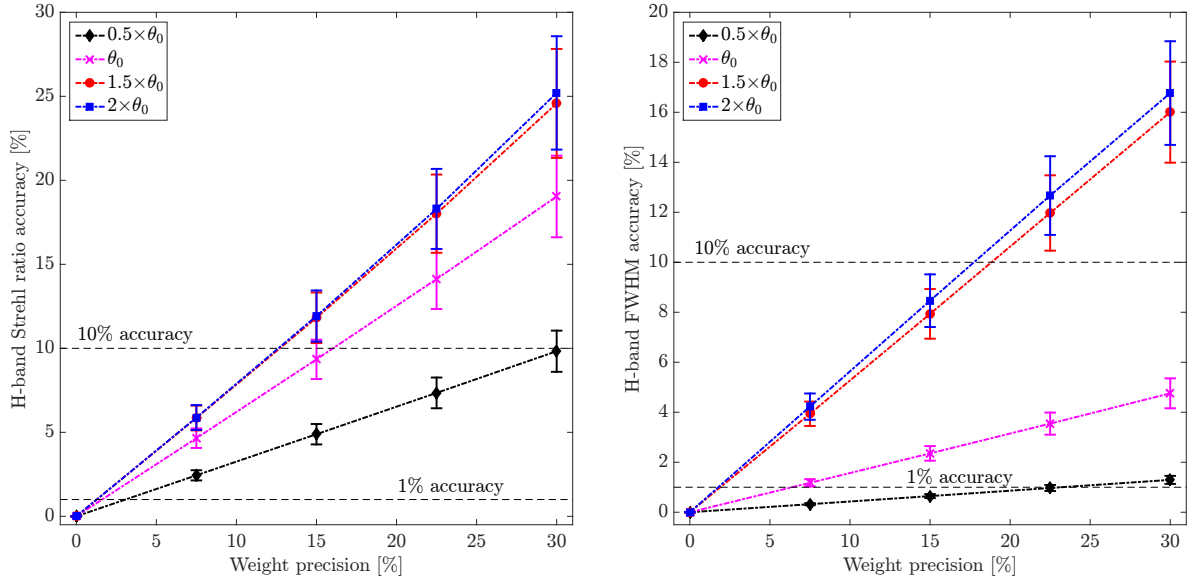 H-band Strehl ratio accuracy [%]
30
25
20
15
10
5
0
0.5×θ₀
θ₀
1.5×θ₀
2×θ₀
10% accuracy
1% accuracy
0 5 10 15 20 25 30
Weight precision [%]
H-band FWHM accuracy [%]
20
18
16
14
12
10
8
6
4
2
0
0.5×θ₀
θ₀
1.5×θ₀
2×θ₀
10% accuracy
1% accuracy
0 5 10 15 20 25 30
Weight precision [%]